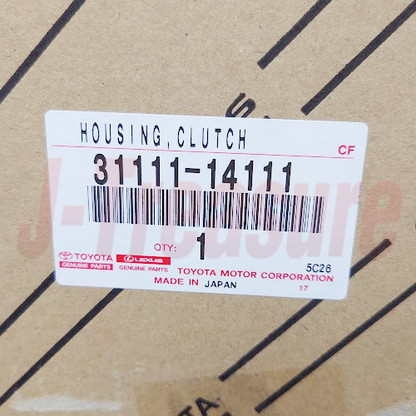 HOUSING,CLUTCH
CF
31111-14111
J-Treasure
QTY: 1
TOYOTA LEXUS 5C26
GENUINE PARTS GENUINE PARTS TOYOTA MOTOR CORPORATION
MADE IN JAPAN 17